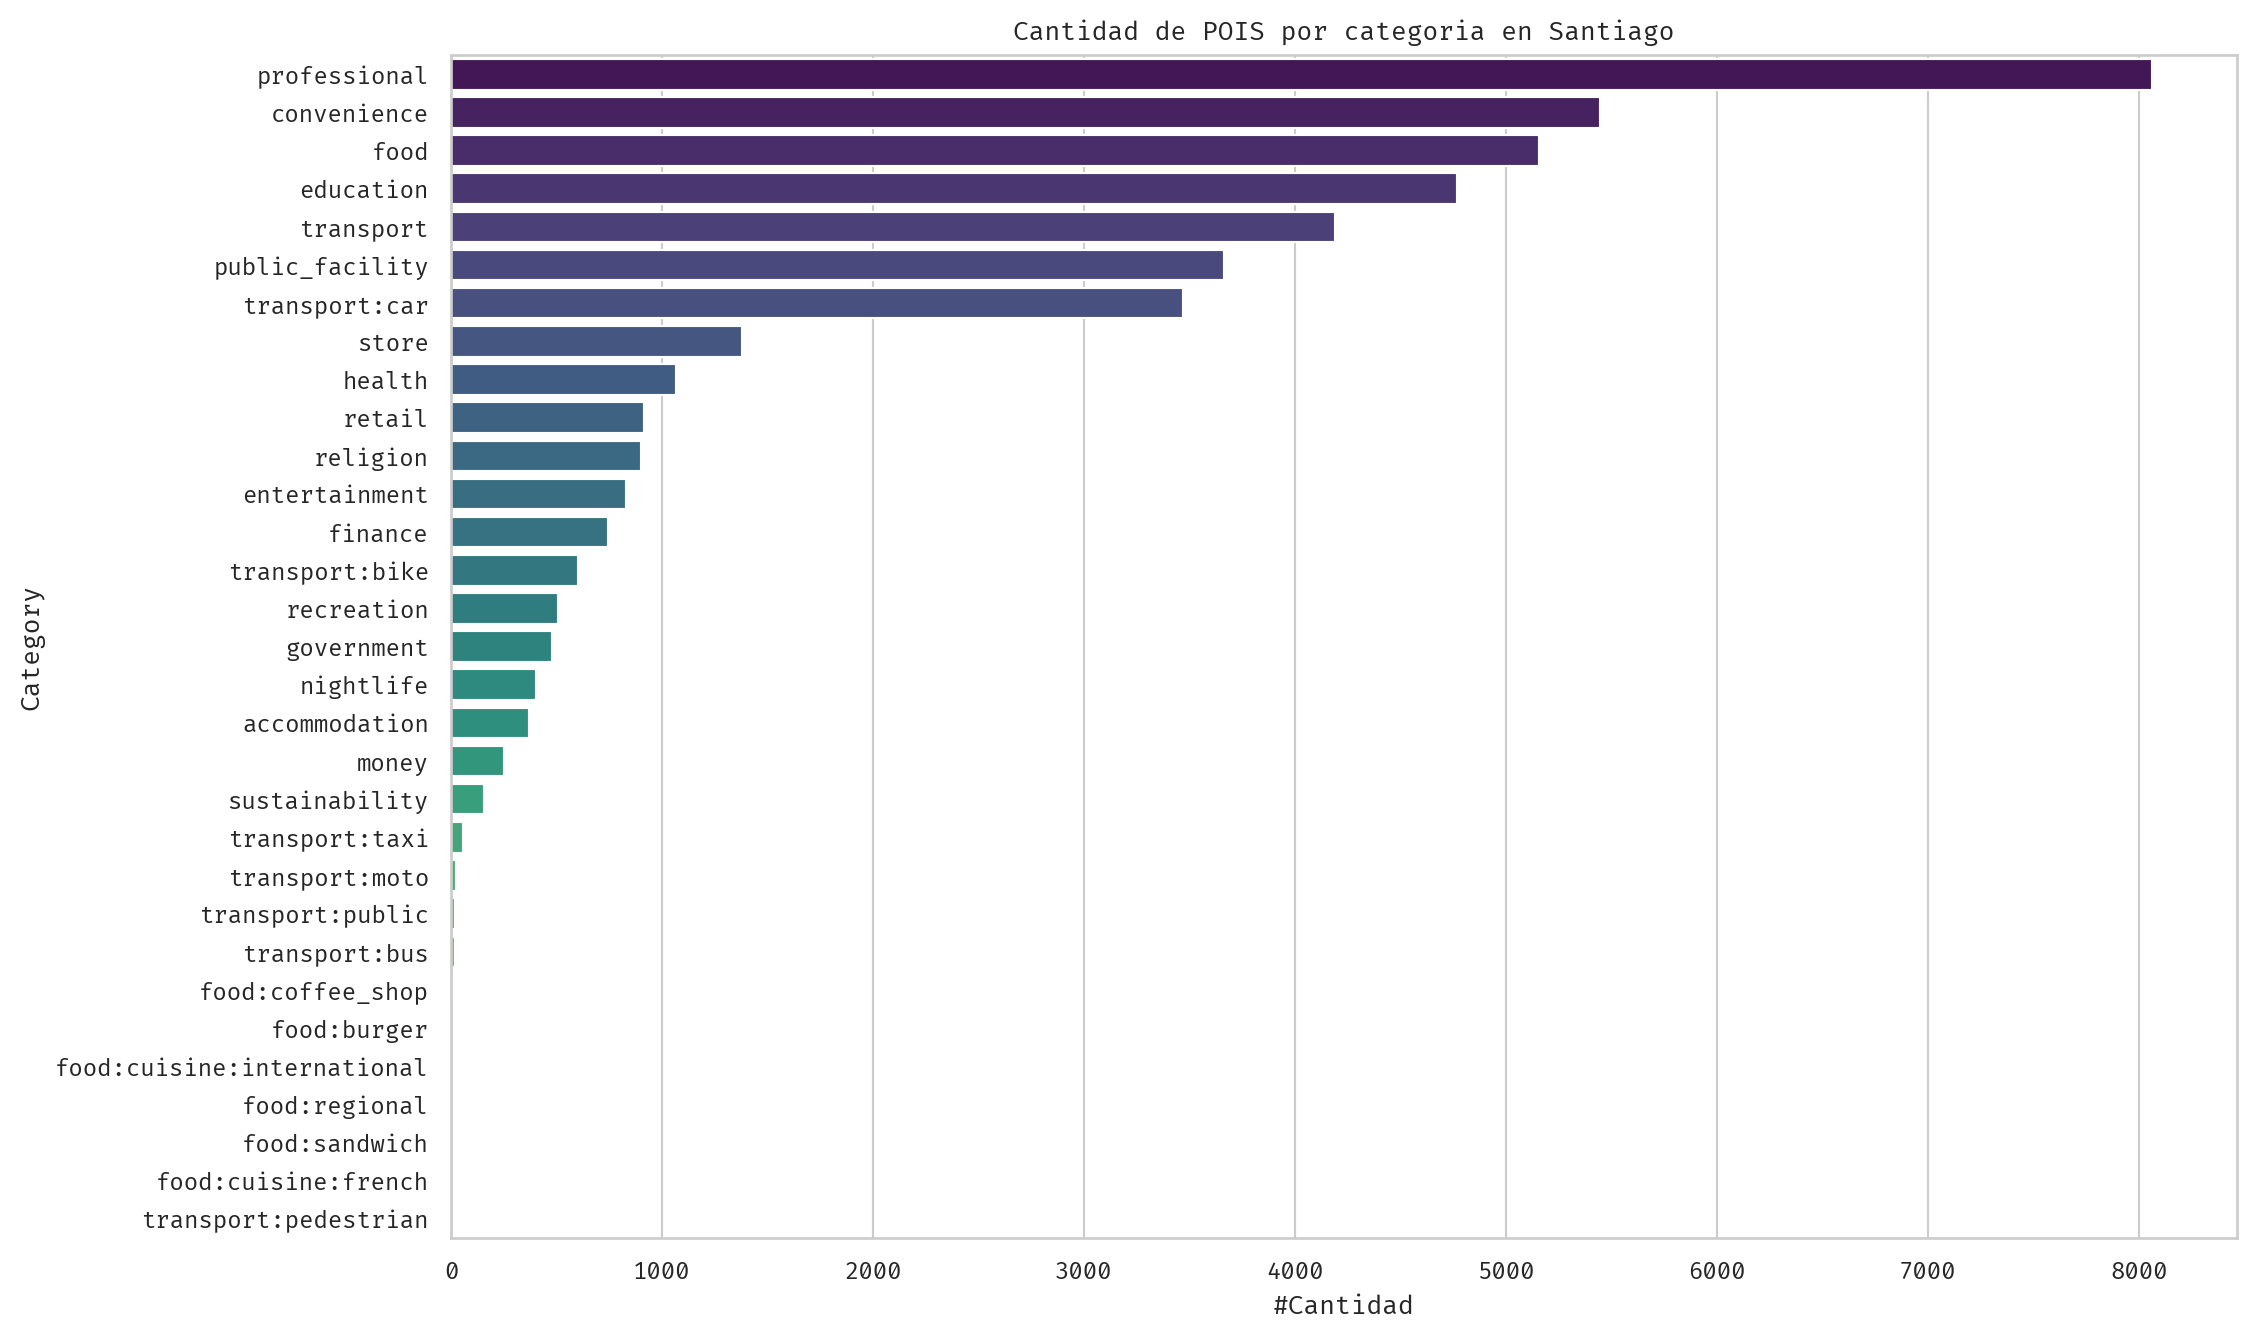 Cantidad de POIS por categoria en Santiago
professional
convenience
food
education
transport
public_facility
transport:car
store
health
retail
religion
entertainment
finance
transport:bike
recreation
government
nightlife
accommodation
money
sustainability
transport:taxi
transport:moto
transport:public
transport:bus
food:coffee_shop
food:burger
food:cuisine:international
food:regional
food:sandwich
food:cuisine:french
transport:pedestrian
Category
0 1000 2000 3000 4000 5000 6000 7000 8000
#Cantidad